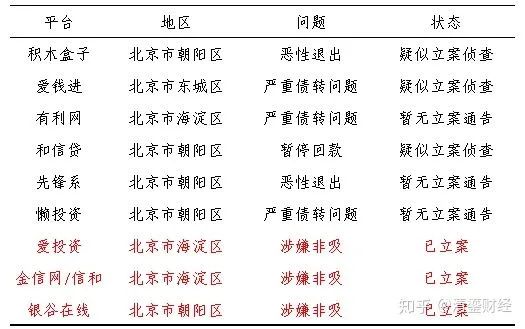 平台 地区 问题 状态
积木盒子 北京市朝阳区 恶性退出 疑似立案侦查
爱钱进 北京市东城区 严重债转问题 疑似立案侦查
有利网 北京市海淀区 严重债转问题 暂无立案通告
和信贷 北京市朝阳区 暂停回款 疑似立案侦查
先锋系 北京市朝阳区 恶性退出 暂无立案通告
懒投资 北京市朝阳区 严重债转问题 暂无立案通告
爱投资 北京市海淀区 涉嫌非吸 已立案
金信网/信和 北京市朝阳区 涉嫌非吸 已立案
银谷在线 北京市朝阳区 涉嫌非吸 已立案
知乎
财经